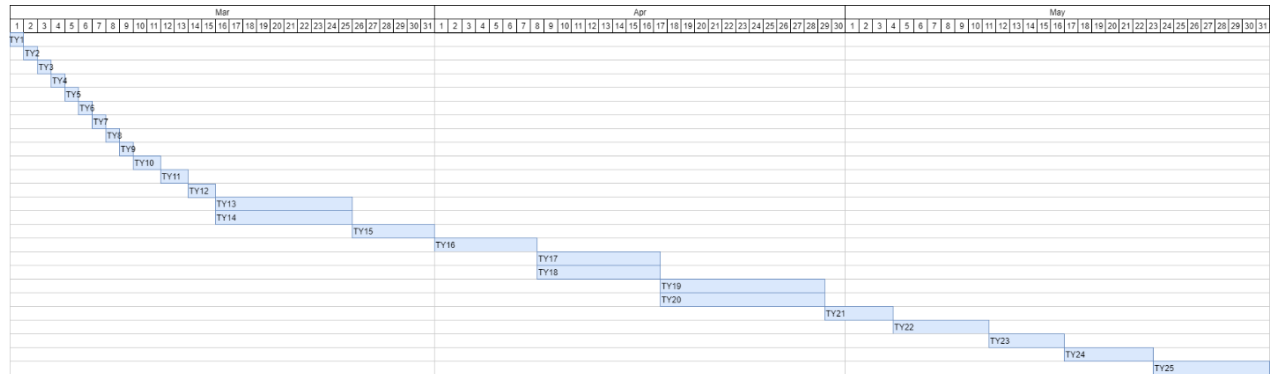 Mar Apr May
1 2 3 4 5 6 7 8 9 10 11 12 13 14 15 16 17 18 19 20 21 22 23 24 25 26 27 28 29 30 31 1 2 3 4 5 6 7 8 9 10 11 12 13 14 15 16 17 18 19 20 21 22 23 24 25 26 27 28 29 30 1 2 3 4 5 6 7 8 9 10 11 12 13 14 15 16 17 18 19 20 21 22 23 24 25 26 27 28 29 30 31
TY1
TY2
TY3
TY4
TY5
TY6
TY7
TY8
TY9
TY10
TY11
TY12
TY13
TY14
TY15
TY16
TY17
TY18
TY19
TY20
TY21
TY22
TY23
TY24
TY25